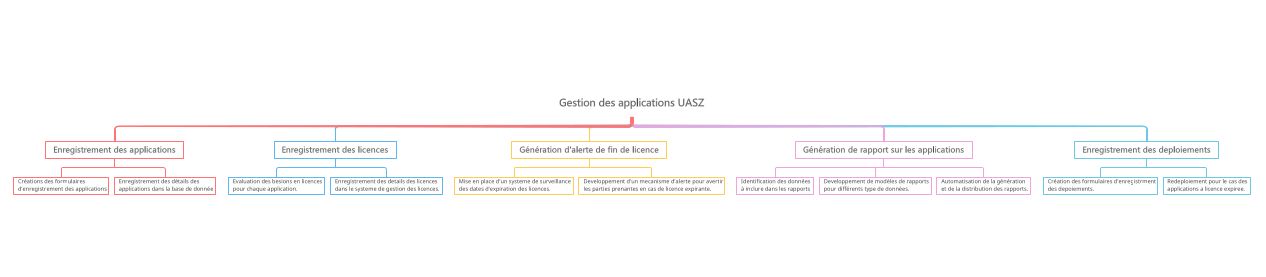 Gestion des applications UASZ
Enregistrement des applications
Enregistrement des licences
Génération d'alerte de fin de licence
Génération de rapport sur les applications
Enregistrement des deploiements
Créations des formulaires
d'enregistrement des applications
Enregistrement des détails des
applications dans la base de donnée
Evaluation des besions en licences
pour chaque application.
Enregistrement des details des licences
dans le systeme de gestion des licences.
Mise en place d'un systeme de surveillance
des dates d'expiration des licences.
Developpement d'un mecanisme d'alerte pour avertir
les parties prenantes en cas de licence expirante.
Identification des données
à inclure dans les rapports
Developpement de modèles de rapports
pour différents type de données.
Automatisation de la génération
et de la distribution des rapports.
Création des formulaires d'enregistrment
des depoiements.
Redeploiement pour le cas des
applications a licence expiree.